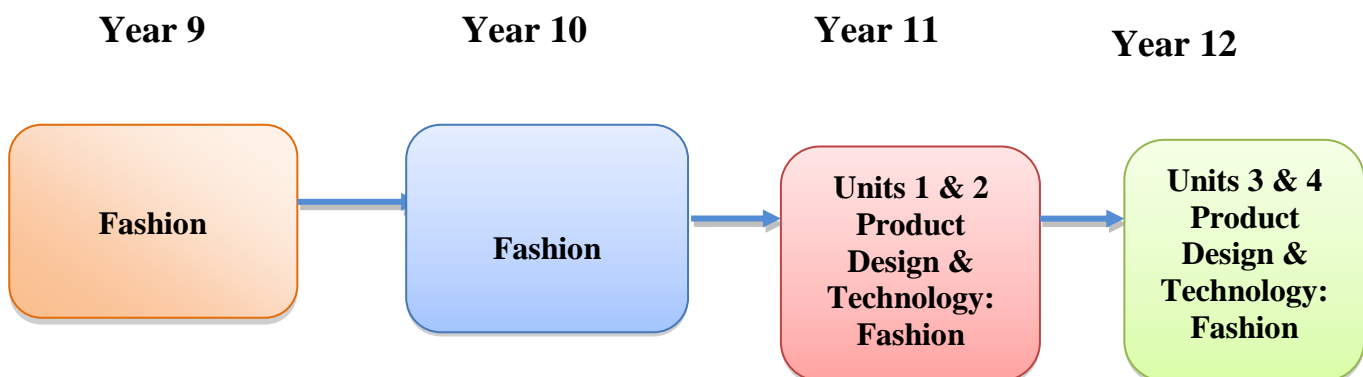 Year 9
Year 10
Year 11
Year 12
Fashion
Fashion
Units 1 & 2
Product
Design &
Technology:
Fashion
Units 3 & 4
Product
Design &
Technology:
Fashion